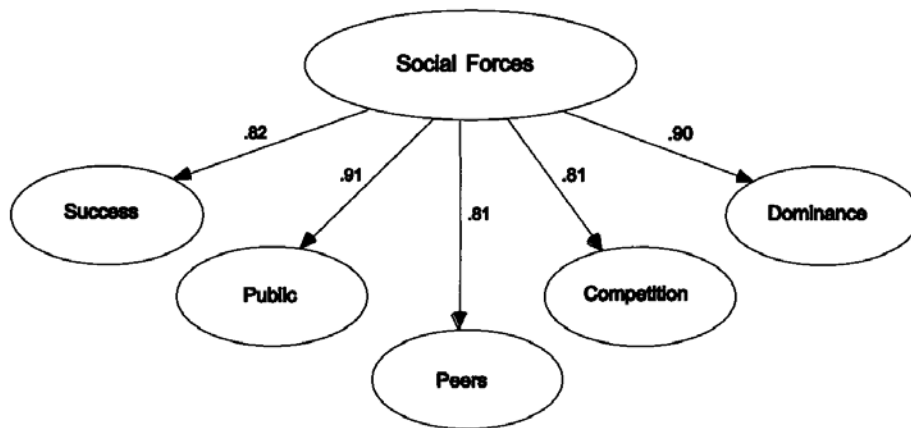 Social Forces
.82
.90
.91
.81
.81
Success
Dominance
Public
Competition
Peers